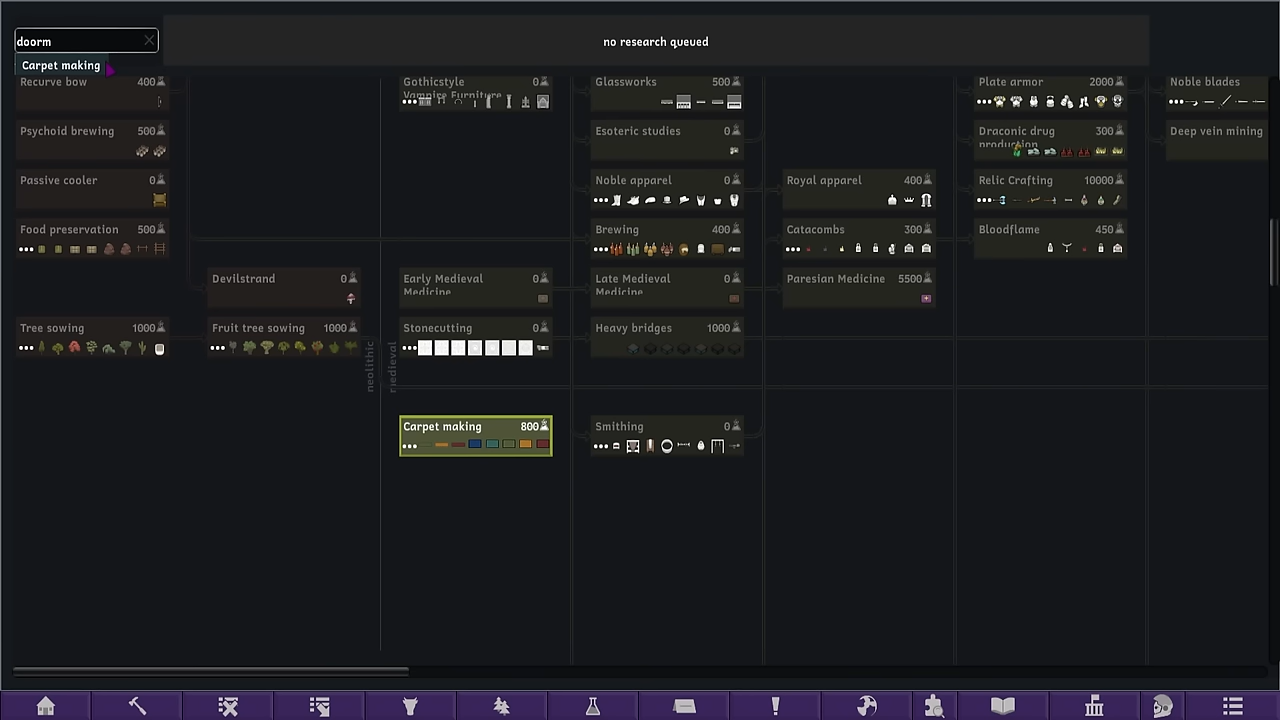 doorm
no research queued
Carpet making
Recurve bow 400
Gothicstyle 0
Vampire Furniture
Glassworks 500
Plate armor 2000
Noble blades
Psychoid brewing 500
Esoteric studies 0
Draconic drug 300
production
Deep vein mining
Passive cooler 0
Noble apparel 0
Royal apparel 400
Relic Crafting 10000
Food preservation 500
Brewing 400
Catacombs 300
Bloodflame 450
Devilstrand 0
Early Medieval 0
Medicine
Late Medieval 0
Medicine
Paresian Medicine 5500
Tree sowing 1000
Fruit tree sowing 1000
Stonecutting 0
Heavy bridges 1000
neolithic
medieval
Carpet making 800
Smithing 0